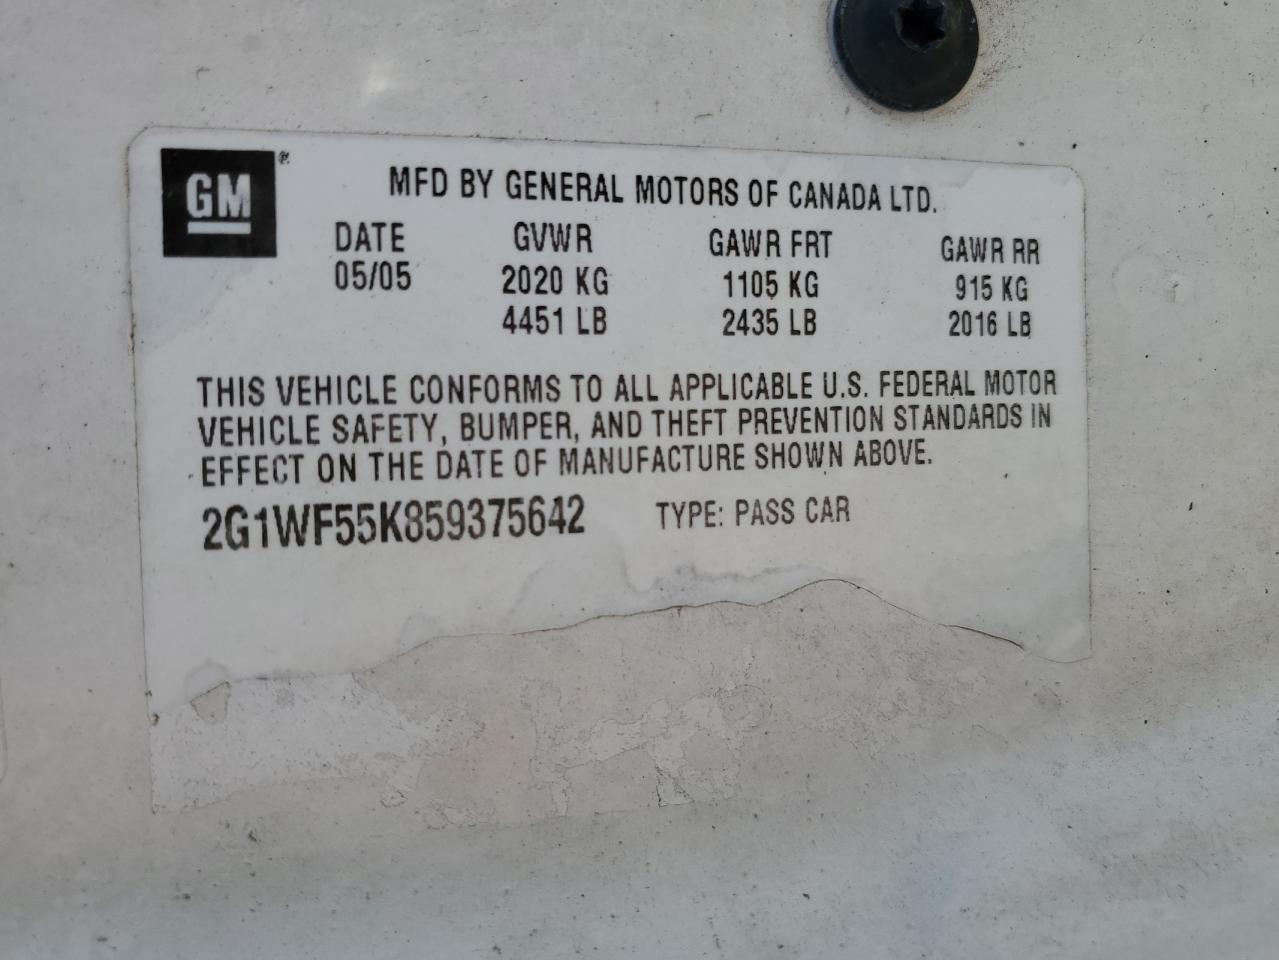 GM®
MFD BY GENERAL MOTORS OF CANADA LTD.
DATE GVWR GAWR FRT GAWR RR
05/05 2020 KG 1105 KG 915 KG
4451 LB 2435 LB 2016 LB
THIS VEHICLE CONFORMS TO ALL APPLICABLE U.S. FEDERAL MOTOR
VEHICLE SAFETY, BUMPER, AND THEFT PREVENTION STANDARDS IN
EFFECT ON THE DATE OF MANUFACTURE SHOWN ABOVE.
2G1WF55K859375642 TYPE: PASS CAR